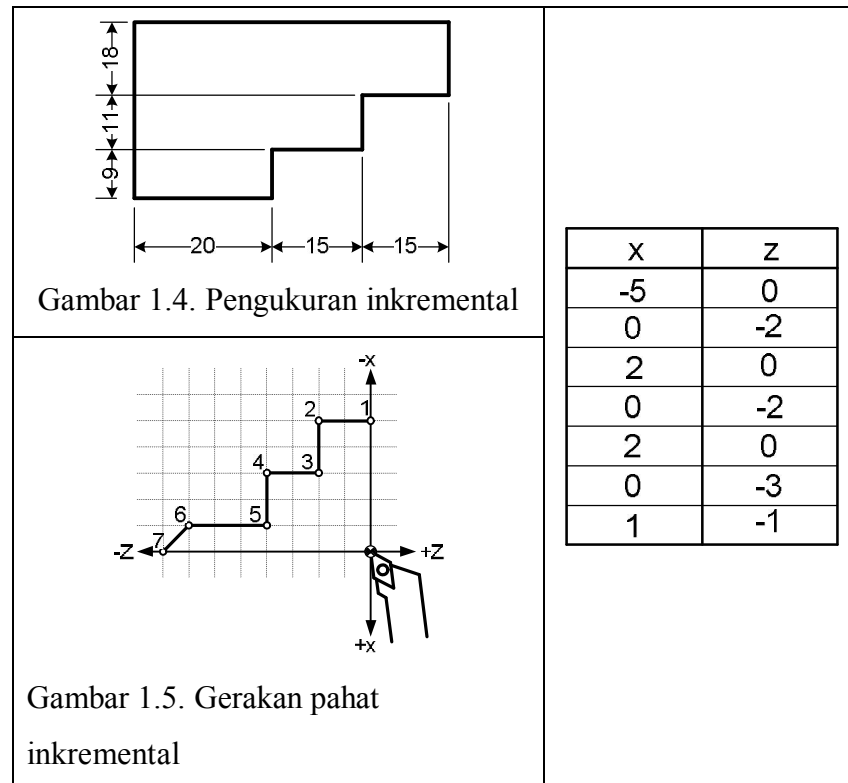 18
11
9
20 15 15
Gambar 1.4. Pengukuran inkremental
-x
2 1
4 3
6 5
-Z 7 +Z
+x
Gambar 1.5. Gerakan pahat
inkremental
x z
-5 0
0 -2
2 0
0 -2
2 0
0 -3
1 -1